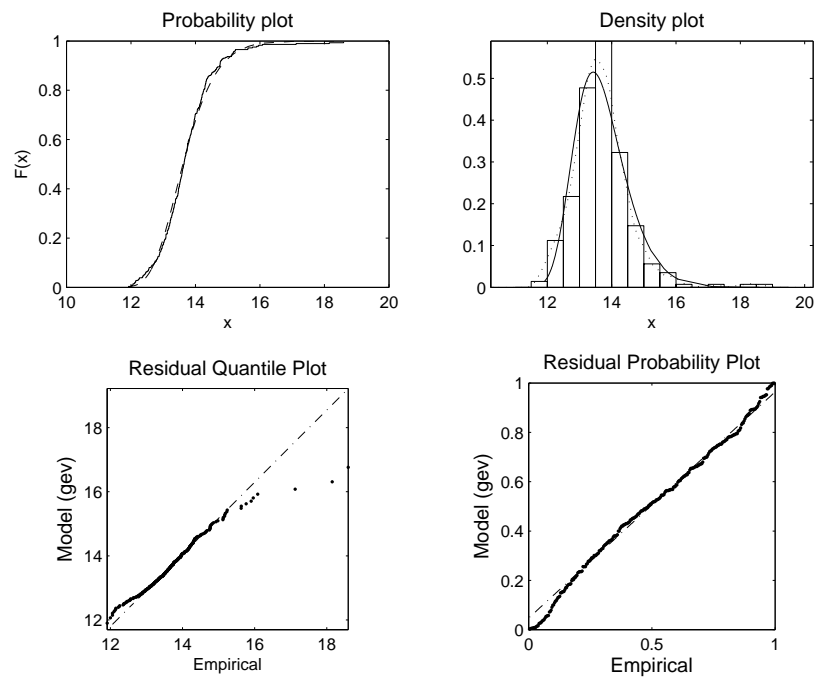 Probability plot
1
0.8
0.6
0.4
0.2
0
F(x)
10 12 14 16 18 20
x
Density plot
0.5
0.4
0.3
0.2
0.1
0
12 14 16 18 20
x
Residual Quantile Plot
18
16
14
12
Model (gev)
12 14 16 18
Empirical
Residual Probability Plot
1
0.8
0.6
0.4
0.2
0
Model (gev)
0 0.5 1
Empirical